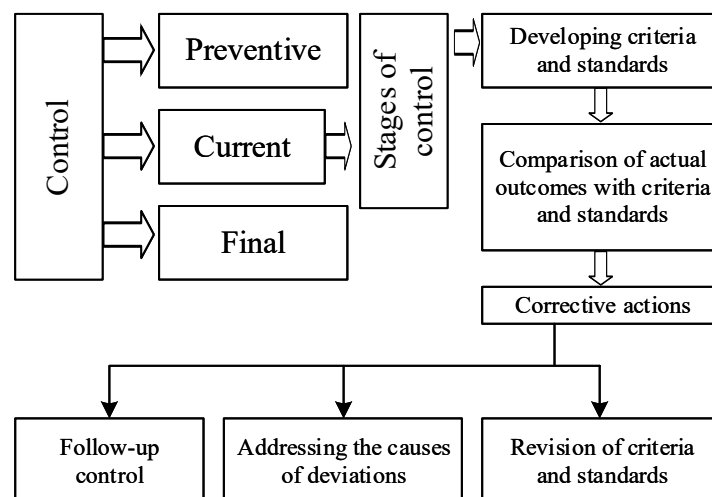 Control
Preventive
Current
Final
Stages of
control
Developing criteria
and standards
Comparison of actual
outcomes with criteria
and standards
Corrective actions
Follow-up
control
Addressing the causes
of deviations
Revision of criteria
and standards